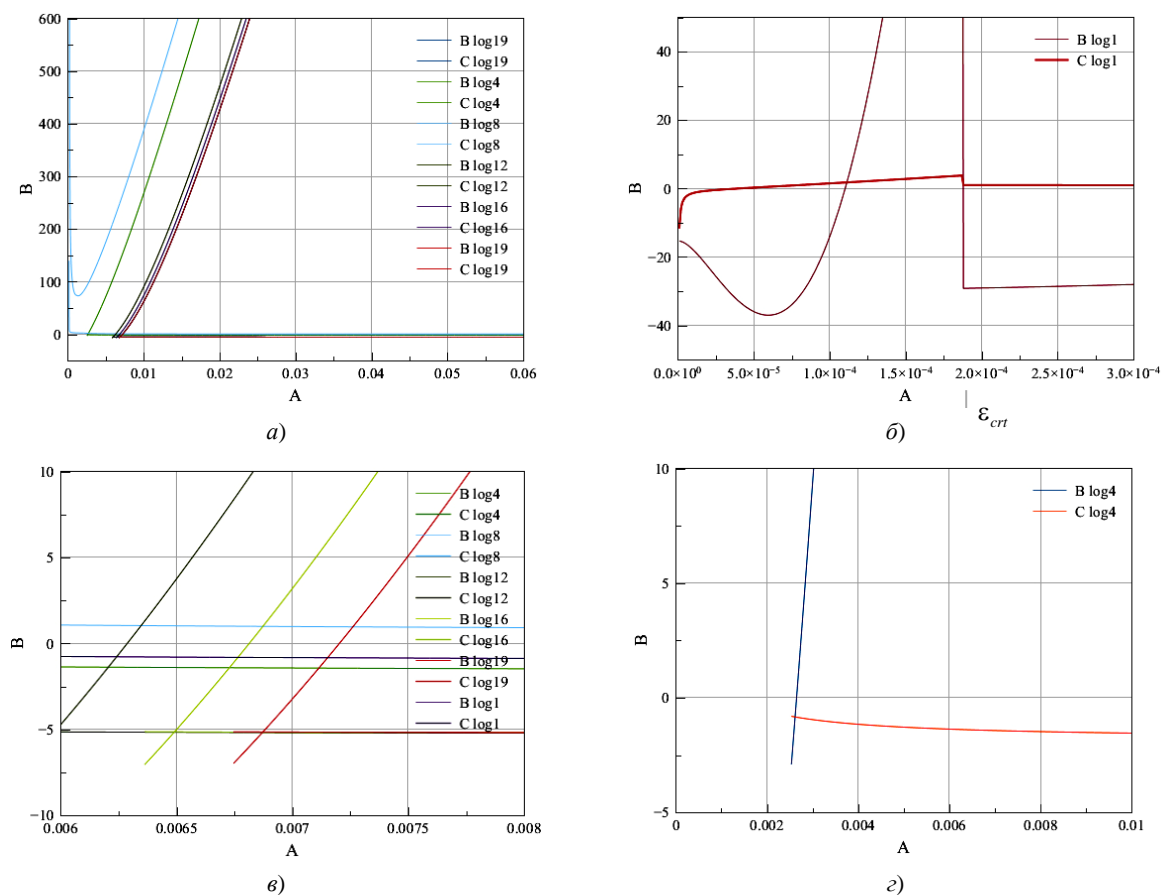 600
500
400
300
200
100
0
B
0
0.01
0.02
0.03
0.04
0.05
0.06
A
B log19
C log19
B log4
C log4
B log8
C log8
B log12
C log12
B log16
C log16
B log19
C log19
а)
40
20
0
−20
−40
B
0.0×10⁰
5.0×10⁻⁵
1.0×10⁻⁴
1.5×10⁻⁴
2.0×10⁻⁴
2.5×10⁻⁴
3.0×10⁻⁴
A
B log1
C log1
ε_crt
б)
10
5
0
−5
−10
B
0.006
0.0065
0.007
0.0075
0.008
A
B log4
C log4
B log8
C log8
B log12
C log12
B log16
C log16
B log19
C log19
B log1
C log1
в)
10
5
0
−5
B
0
0.002
0.004
0.006
0.008
0.01
A
B log4
C log4
г)